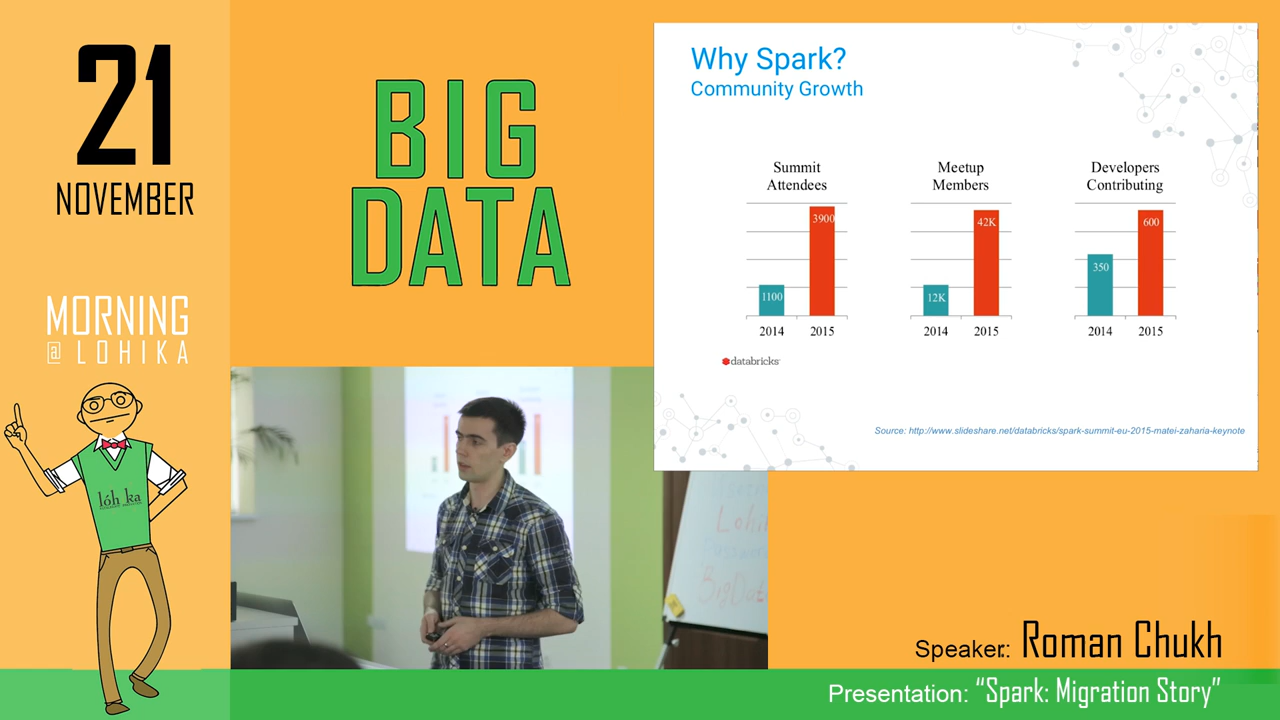 21
NOVEMBER
MORNING
@ LOHIKA
lóh ka
BIG
DATA
Why Spark?
Community Growth
Summit
Attendees
1100
3900
2014
2015
Meetup
Members
12K
42K
2014
2015
Developers
Contributing
350
600
2014
2015
databricks
Source: http://www.slideshare.net/databricks/spark-summit-eu-2015-matei-zaharia-keynote
Speaker:: Roman Chukh
Presentation: “Spark: Migration Story”